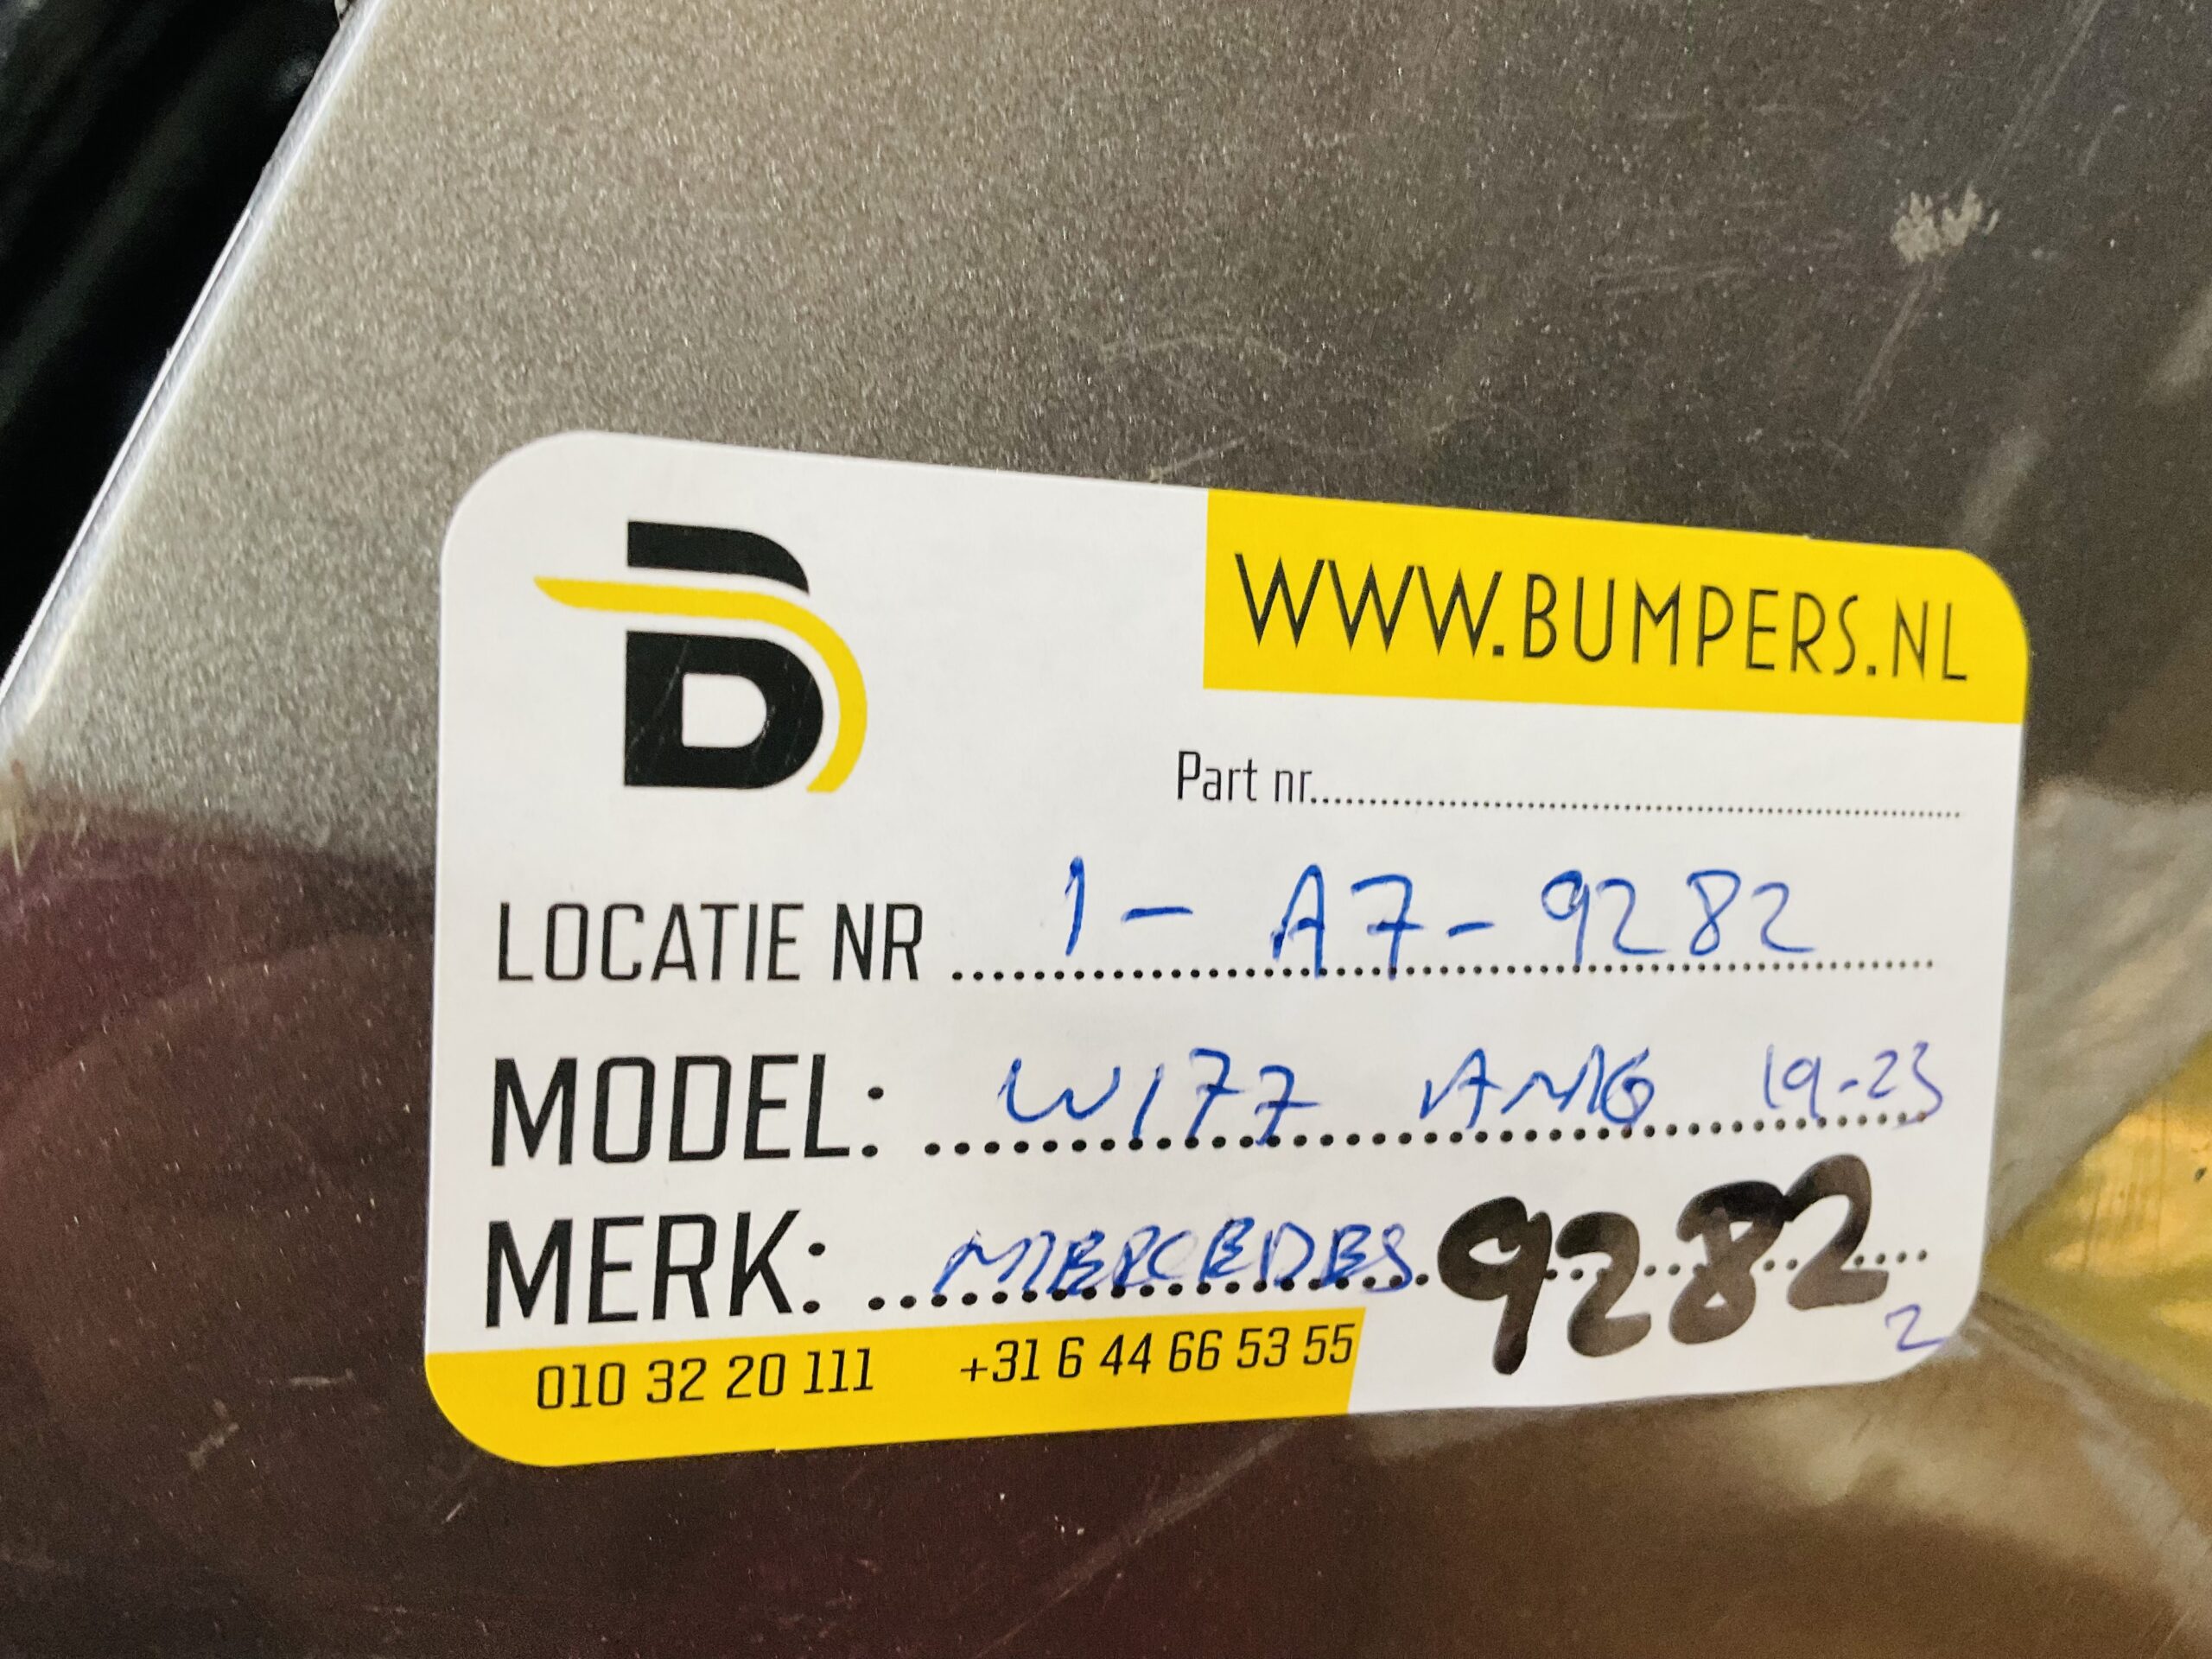 B
WWW.BUMPERS.NL
Part nr..........
LOCATIE NR .......... 1 - A7 - 9282
MODEL: .......... W177 AMG 19-23
MERK: .......... MERCEDES 9282
2
010 32 20 111 +31 6 44 66 53 55